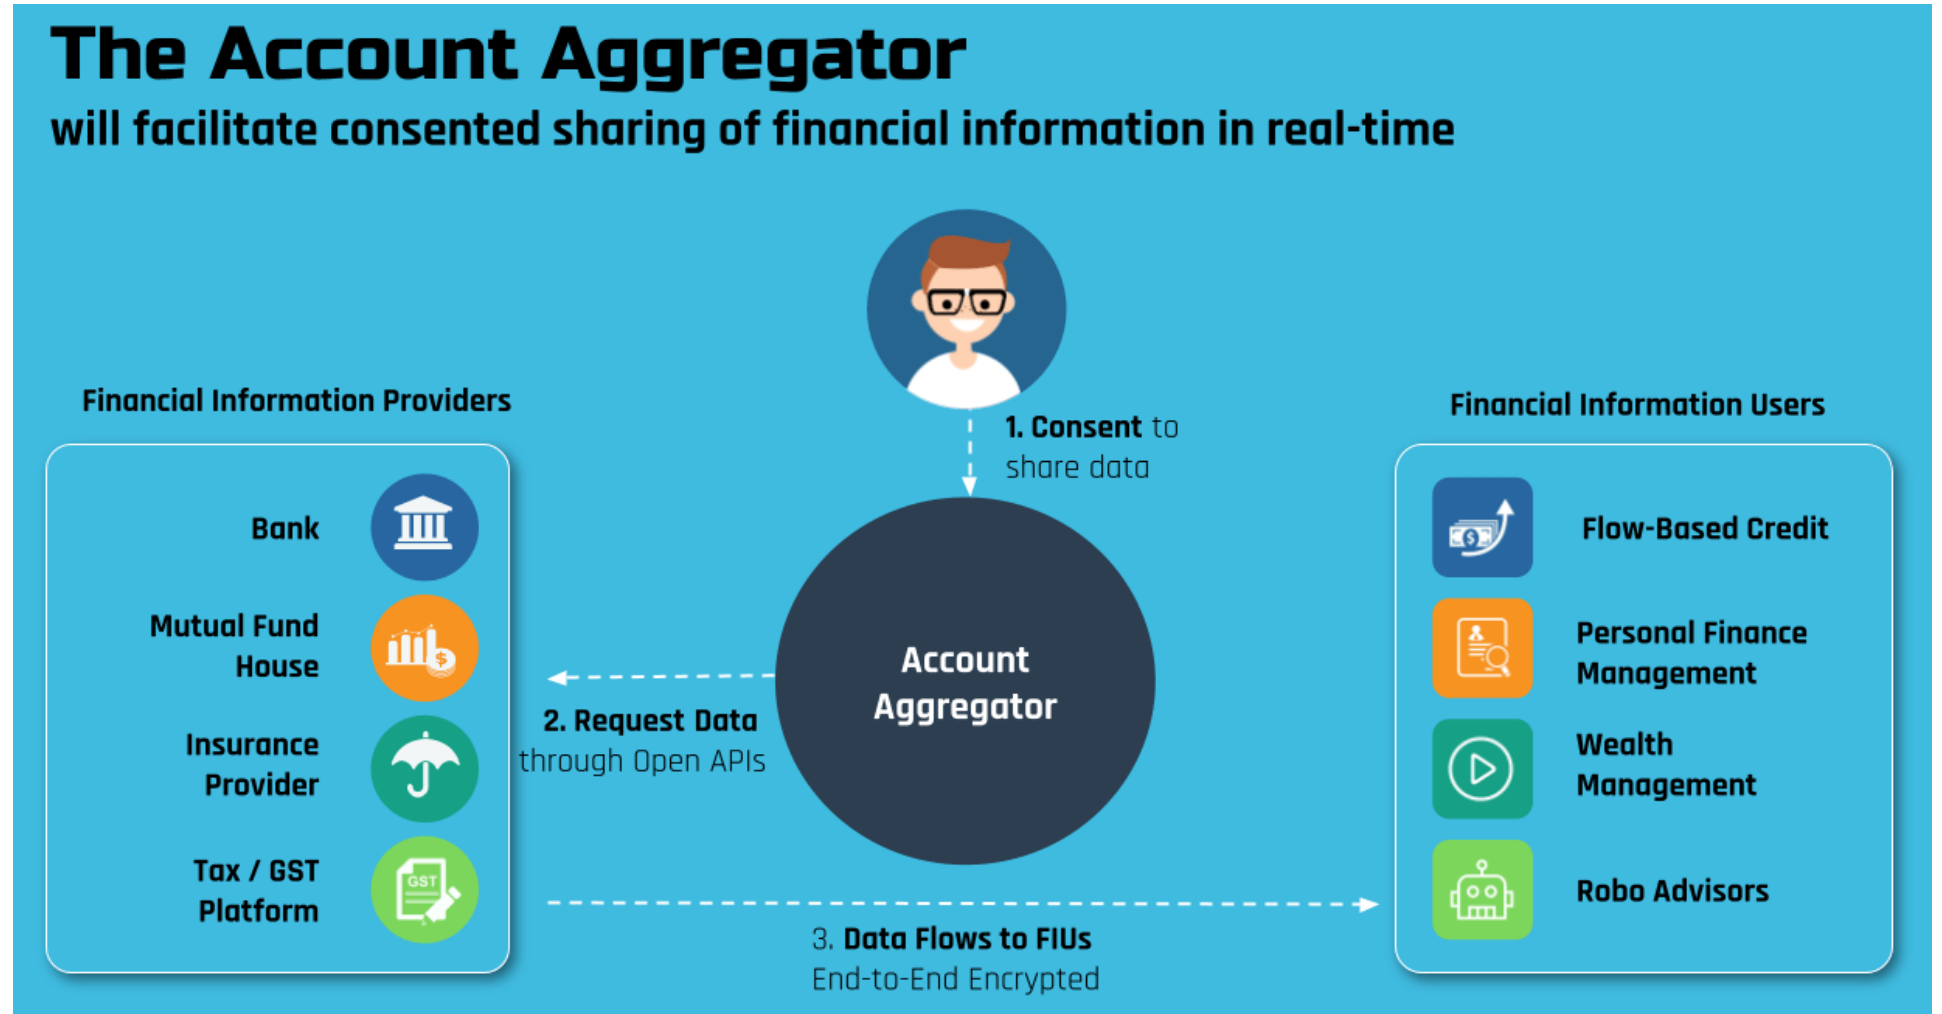 The Account Aggregator
will facilitate consented sharing of financial information in real-time
Financial Information Providers
Bank
Mutual Fund
House
Insurance
Provider
Tax / GST
Platform
GST
1. Consent to
share data
Account
Aggregator
2. Request Data
through Open APIs
3. Data Flows to FIUs
End-to-End Encrypted
Financial Information Users
Flow-Based Credit
Personal Finance
Management
Wealth
Management
Robo Advisors